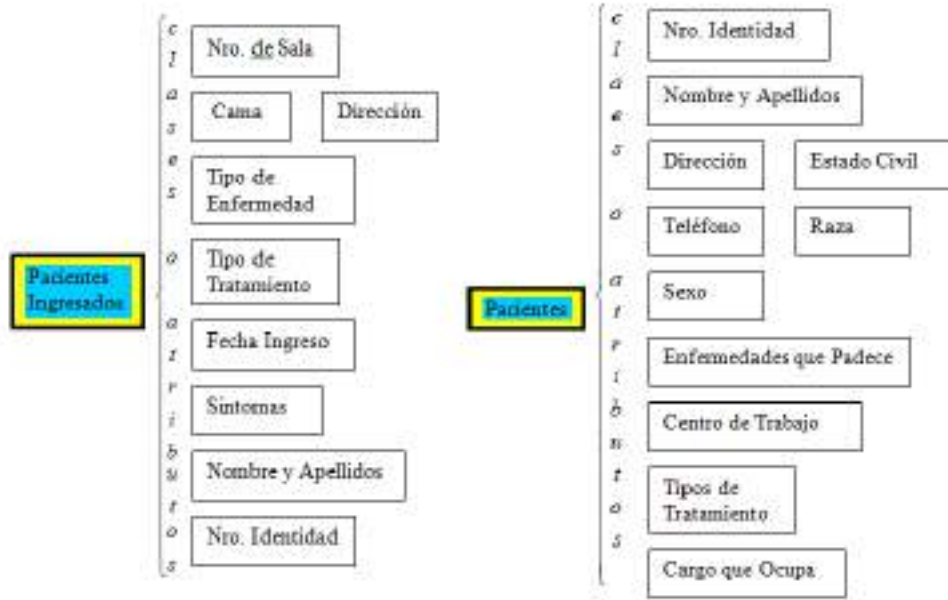 Pacientes
Ingresados
c
l
a
s
e
s
o
a
t
r
i
b
u
t
o
s
Nro. de Sala
Cama
Dirección
Tipo de
Enfermedad
Tipo de
Tratamiento
Fecha Ingreso
Sintomas
Nombre y Apellidos
Nro. Identidad
Pacientes
c
l
a
e
s
o
a
t
r
i
b
u
t
o
s
Nro. Identidad
Nombre y Apellidos
Dirección
Estado Civil
Teléfono
Raza
Sexo
Enfermedades que Padece
Centro de Trabajo
Tipos de
Tratamiento
Cargo que Ocupa